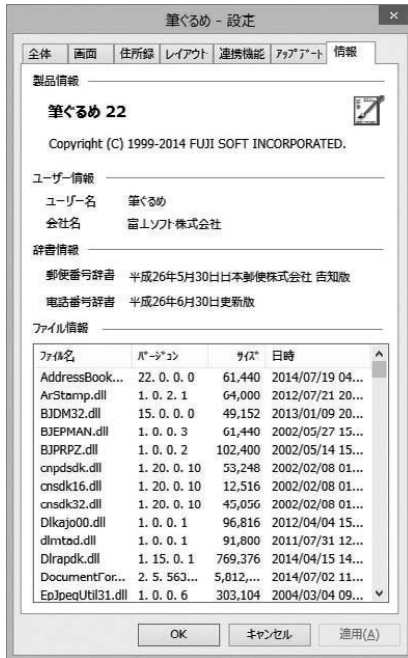 筆ぐるめ - 設定
全体 画面 住所録 レイアウト 連携機能 アップデート 情報
製品情報
筆ぐるめ 22
Copyright (C) 1999-2014 FUJI SOFT INCORPORATED.
ユーザー情報
ユーザー名 筆ぐるめ
会社名 富士ソフト株式会社
辞書情報
郵便番号辞書 平成26年5月30日日本郵便株式会社 告知版
電話番号辞書 平成26年6月30日更新版
ファイル情報
ファイル名 バージョン サイズ 日時
AddressBook... 22. 0. 0. 0 61,440 2014/07/19 04...
ArStamp.dll 1. 0. 2. 1 64,000 2012/07/21 20...
BJDM32.dll 15. 0. 0. 0 49,152 2013/01/09 20...
BJEPMAN.dll 1. 0. 0. 3 61,440 2002/05/27 15...
BJPRPZ.dll 1. 0. 0. 2 102,400 2002/05/14 15...
cnpdsdk.dll 1. 20. 0. 10 53,248 2002/02/08 01...
cnsdk16.dll 1. 20. 0. 10 12,516 2002/02/08 01...
cnsdk32.dll 1. 20. 0. 10 45,056 2002/02/08 01...
Dlkajo00.dll 1. 0. 0. 1 96,816 2012/04/04 15...
dlmtad.dll 1. 0. 0. 1 91,800 2011/07/31 12...
Dlrapdk.dll 1. 15. 0. 1 769,376 2014/04/15 14...
DocumentFor... 2. 5. 563... 5,812,... 2014/07/02 11...
EpJpegUtil31.dll 1. 0. 0. 6 303,104 2004/03/04 09...
OK キャンセル 適用(A)